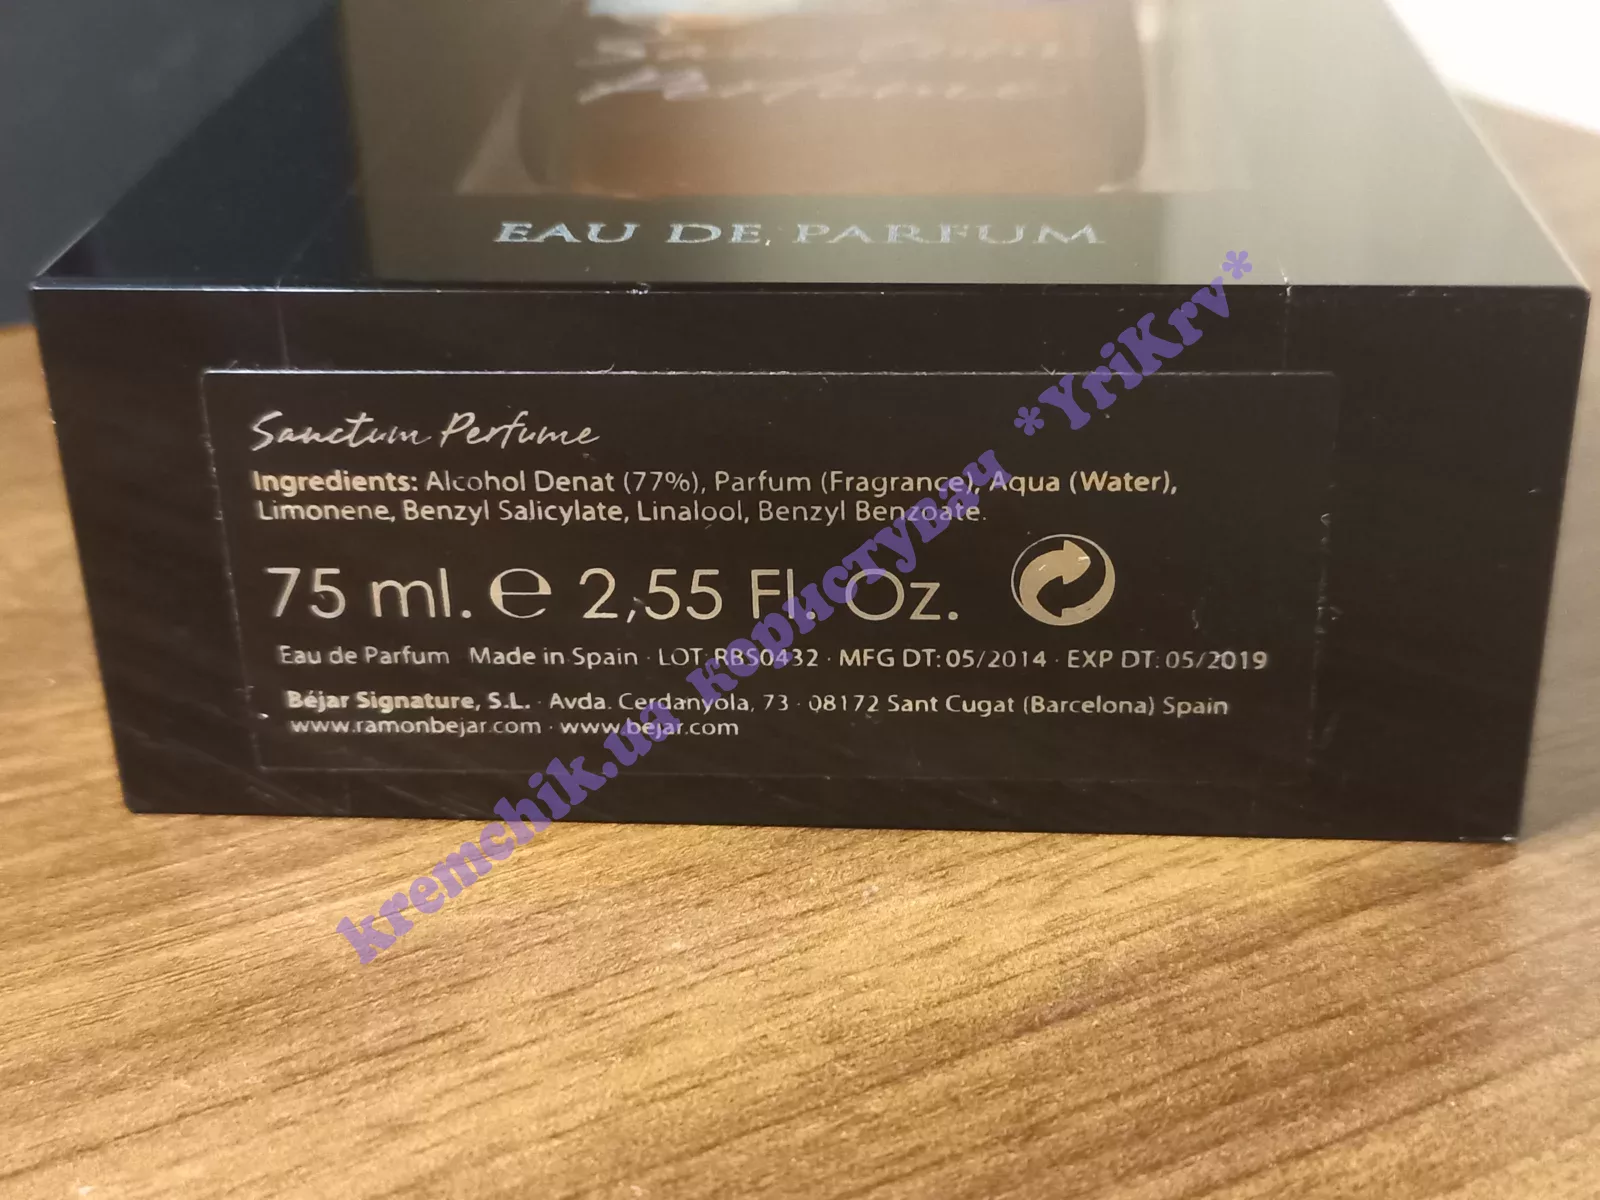 EAU DE PARFUM
Sanctum Perfume
Ingredients: Alcohol Denat (77%), Parfum (Fragrance), Aqua (Water),
Limonene, Benzyl Salicylate, Linalool, Benzyl Benzoate.
75 ml. ℮ 2,55 Fl. Oz.
Eau de Parfum · Made in Spain · LOT: RBS0432 · MFG DT: 05/2014 · EXP DT: 05/2019
Béjar Signature, S.L. · Avda. Cerdanyola, 73 · 08172 Sant Cugat (Barcelona) Spain
www.ramonbejar.com · www.bejar.com
kremchik.ua користувач *YriKrv*